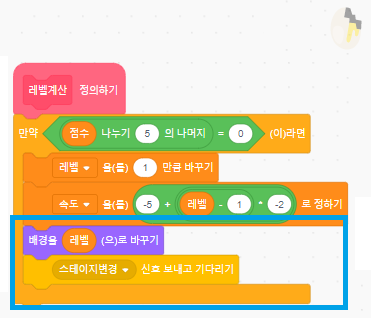 레벨계산 정의하기
만약 점수 나누기 5 의 나머지 = 0 (이)라면
레벨 을(를) 1 만큼 바꾸기
속도 을(를) -5 + 레벨 - 1 * -2 로 정하기
배경을 레벨 (으)로 바꾸기
스테이지변경 신호 보내고 기다리기